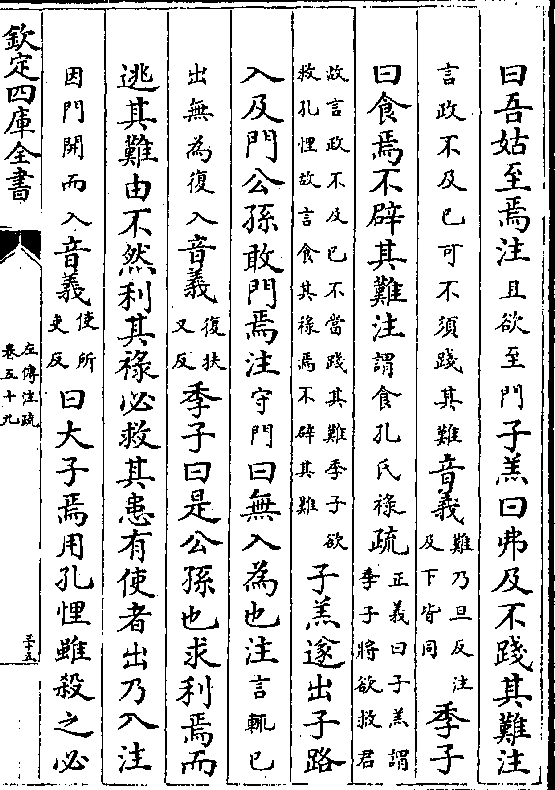 曰吾姑至焉注且欲至門子羔曰弗及不踐其難注
言政不及已可不須踐其難音義難乃旦反注及下皆同季子
曰食焉不辟其難注謂食孔氏祿疏正義曰子羔謂季子將欲救君
故言政不及已不當踐其難季子欲救孔悝故言食其祿焉不辟其難子羔遂出子路
入及門公孫敢門焉注守門曰無入為也注言輒已
出無為復入音義復扶又反季子曰是公孫也求利焉而
逃其難由不然利其祿必救其患有使者出乃入注
因門開而入音義使所吏反曰大子焉用孔悝雖殺之必
欽定四庫全書
左傳注疏
卷五十九
三十五